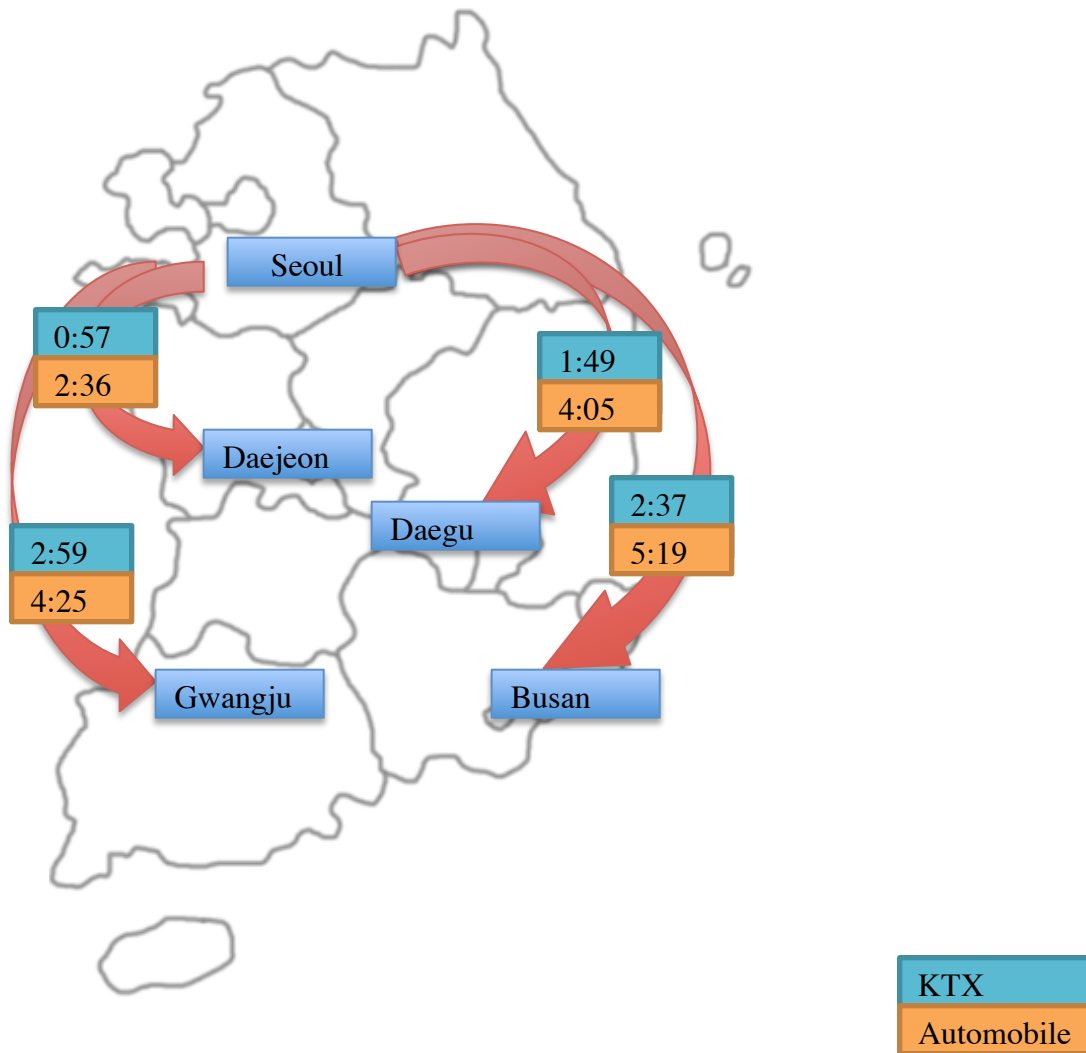 Seoul
0:57
2:36
1:49
4:05
Daejeon
Daegu
2:37
5:19
2:59
4:25
Gwangju
Busan
KTX
Automobile